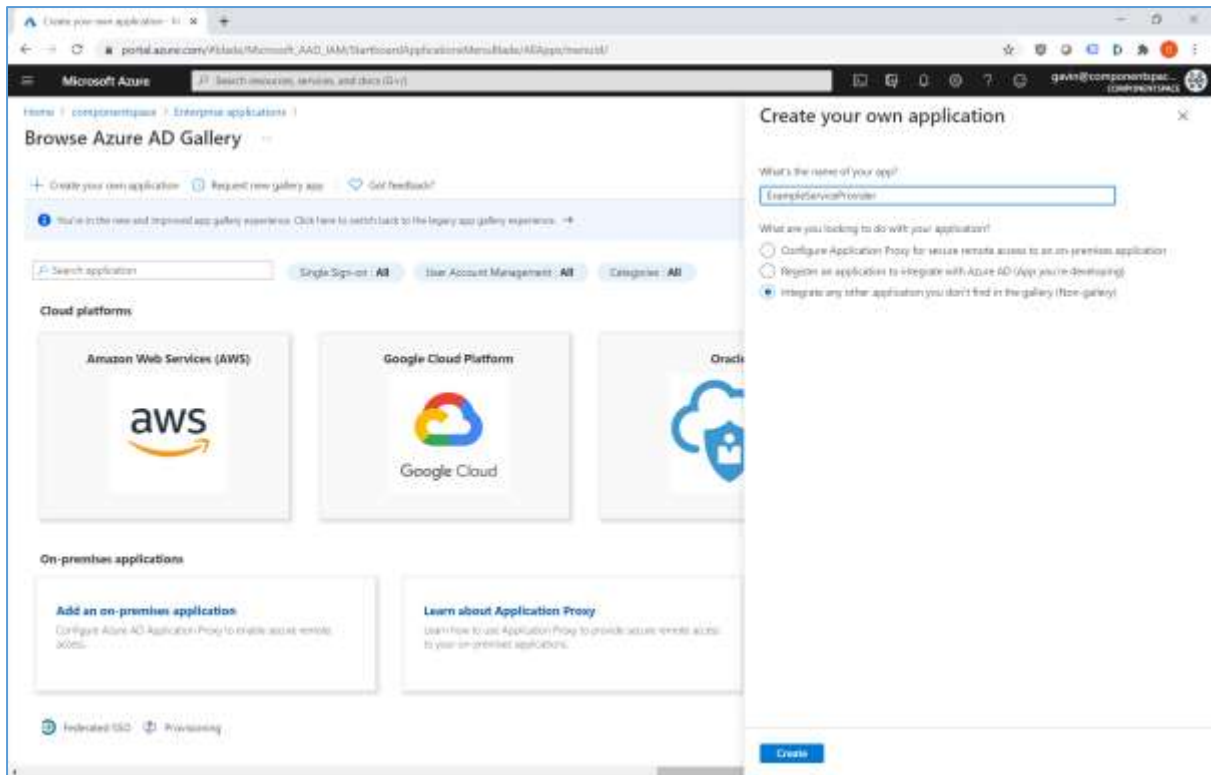 Create your own application -
portal.azure.com/#blade/Microsoft_AAD_IAM/StartboardApplicationsMenuBlade/AllApps/menuId/
Microsoft Azure
Search resources, services, and docs (G+/)
gavin@componentspac...
COMPONENTSPACE
Home > componentspace > Enterprise applications >
Browse Azure AD Gallery ...
+ Create your own application
Request new gallery app
Got feedback?
You're in the new and improved app gallery experience. Click here to switch back to the legacy app gallery experience. →
Search application
Single Sign-on : All
User Account Management : All
Categories : All
Cloud platforms
Amazon Web Services (AWS)
aws
Google Cloud Platform
Google Cloud
Oracle
On-premises applications
Add an on-premises application
Configure Azure AD Application Proxy to enable secure remote
access.
Learn about Application Proxy
Learn how to use Application Proxy to provide secure remote access
to your on-premises applications.
Federated SSO
Provisioning
Create your own application
What's the name of your app?
ExampleServiceProvider
What are you looking to do with your application?
Configure Application Proxy for secure remote access to an on-premises application
Register an application to integrate with Azure AD (App you're developing)
Integrate any other application you don't find in the gallery (Non-gallery)
Create